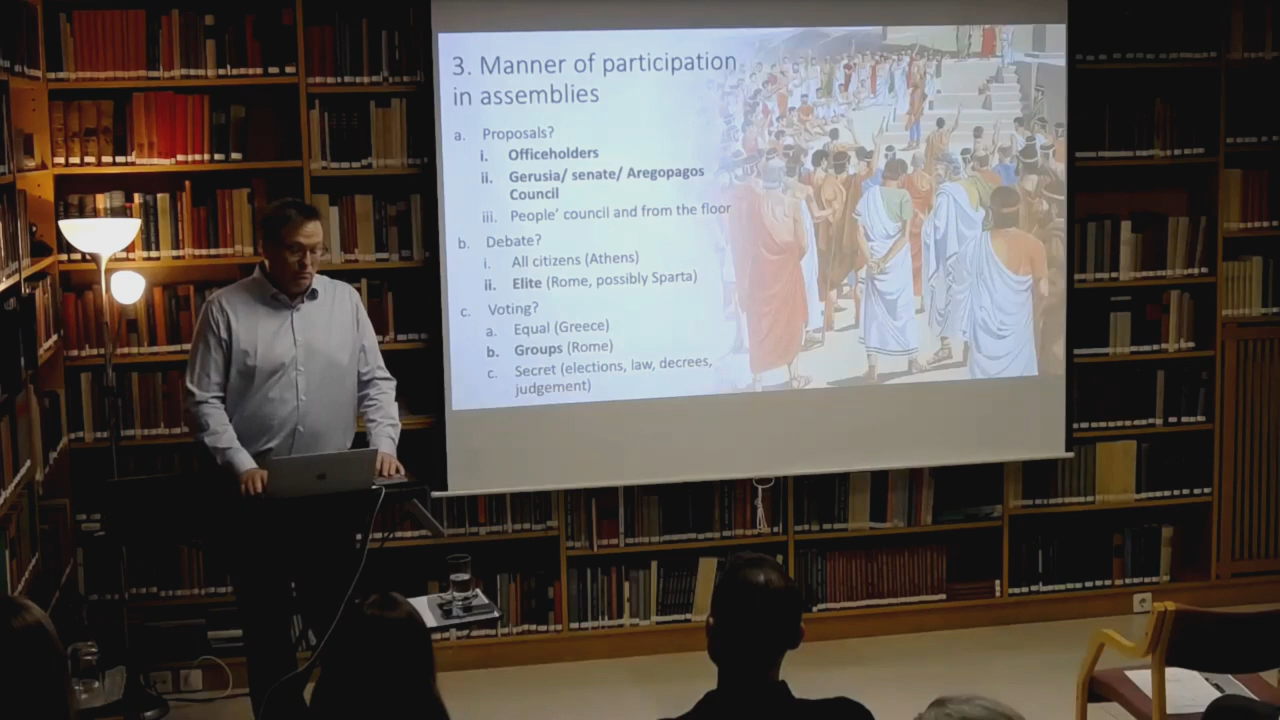 3. Manner of participation
in assemblies
a. Proposals?
i. Officeholders
ii. Gerusia/ senate/ Aregopagos
Council
iii. People' council and from the floor
b. Debate?
i. All citizens (Athens)
ii. Elite (Rome, possibly Sparta)
c. Voting?
a. Equal (Greece)
b. Groups (Rome)
c. Secret (elections, law, decrees,
judgement)